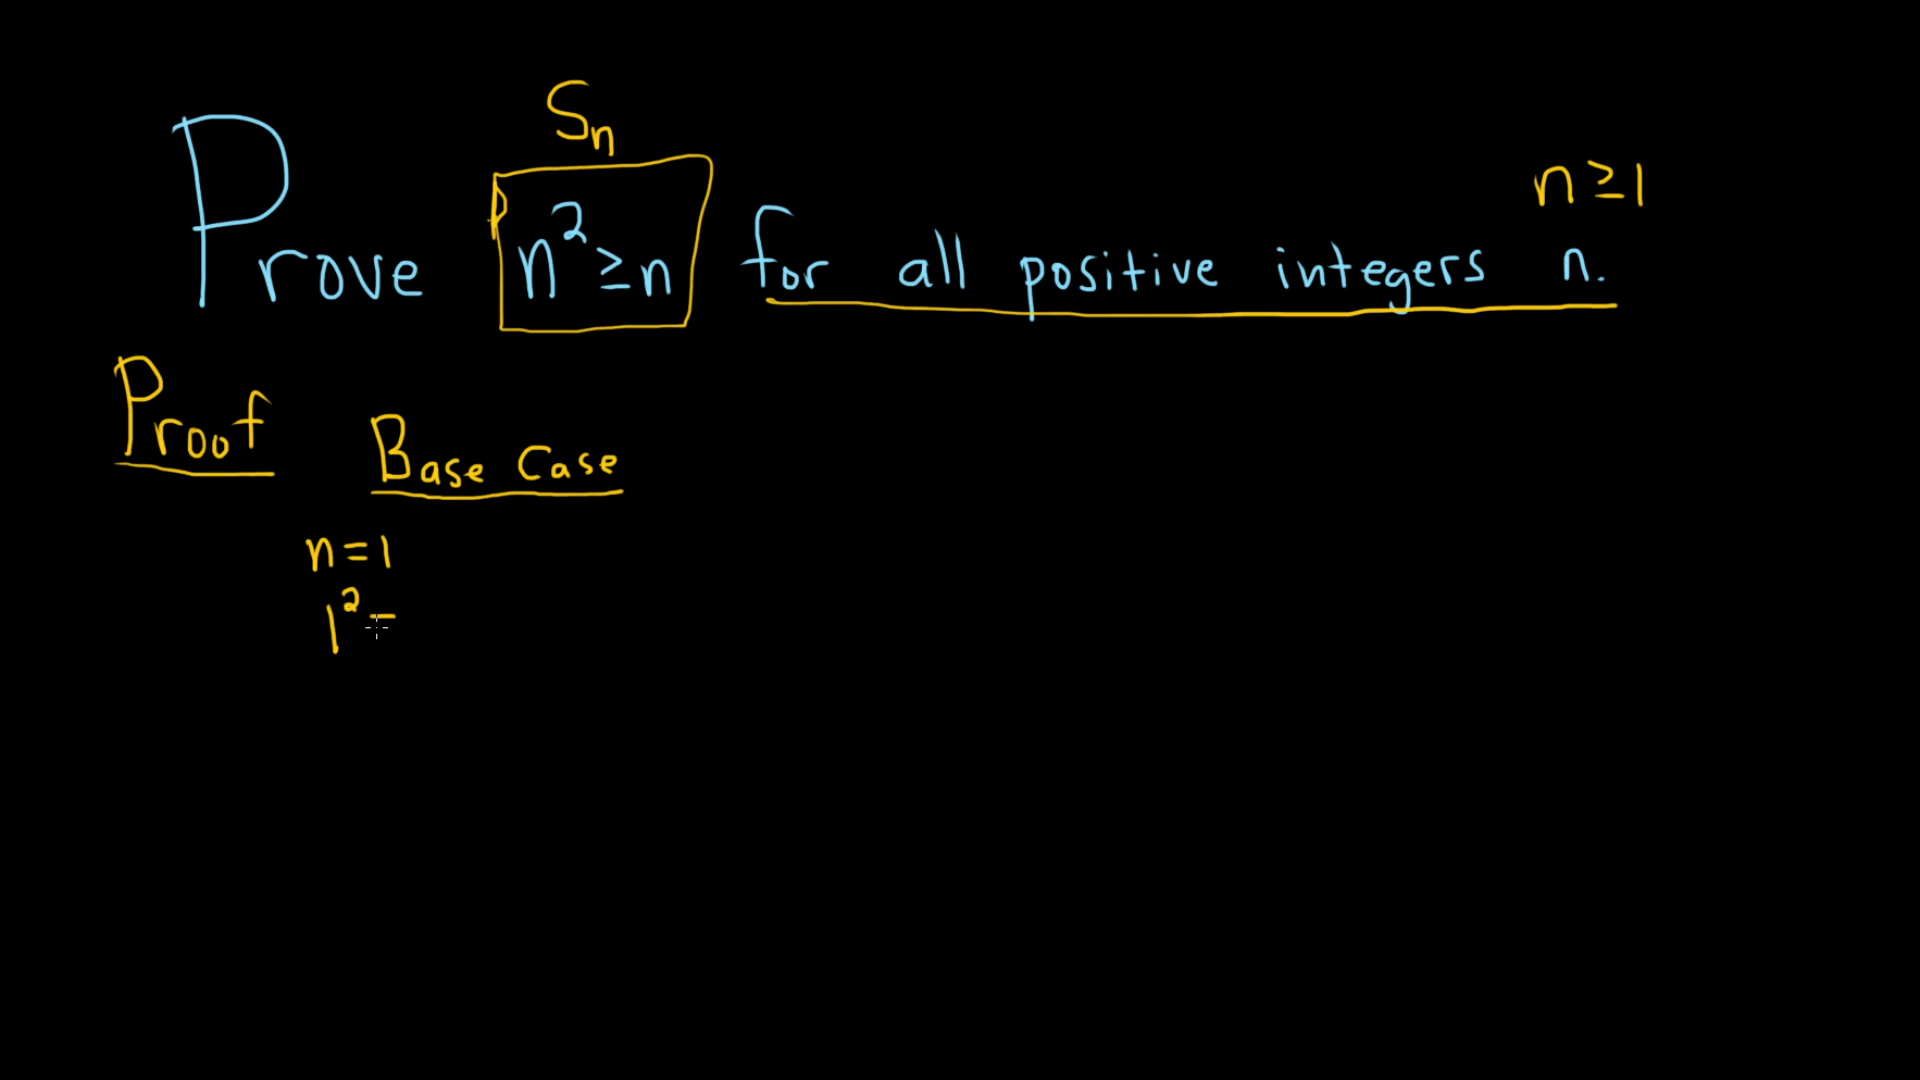 Sn
n ≥ 1
Prove n² ≥ n for all positive integers n.
Proof Base Case
n = 1
1² -